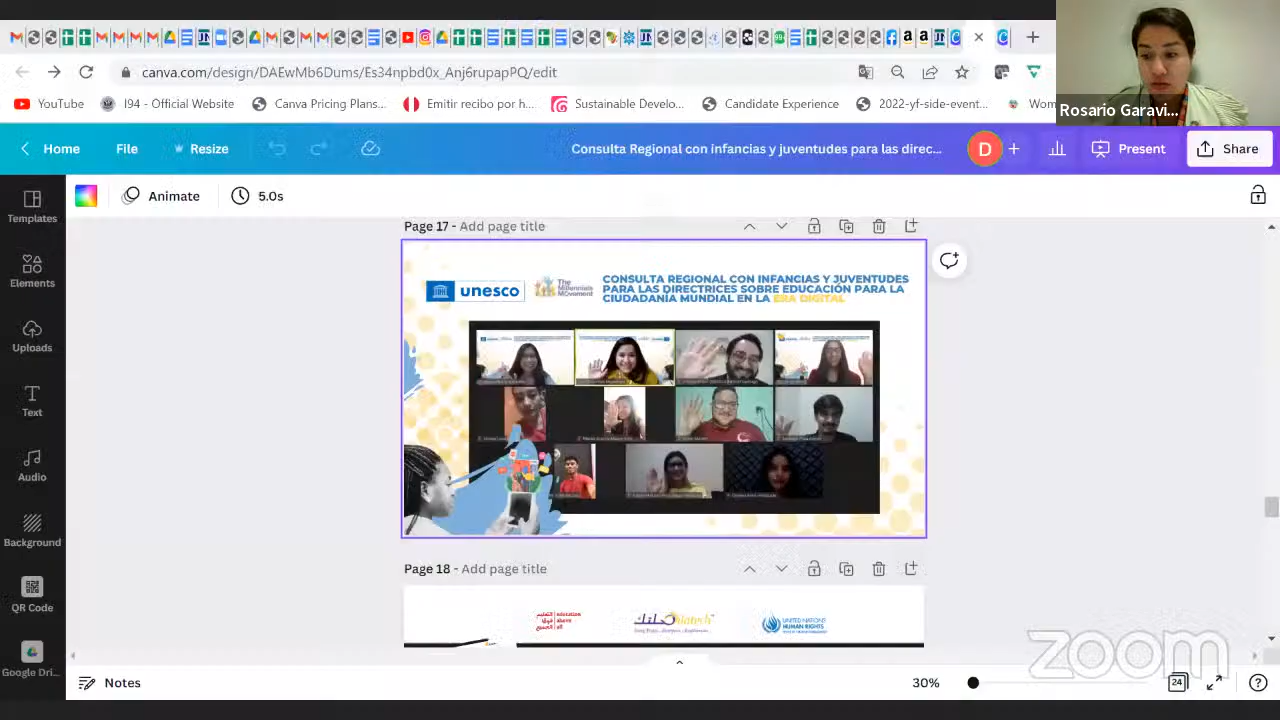 canva.com/design/DAEwMb6Dums/Es34npbd0x_Anj6rupapPQ/edit
YouTube
I94 - Official Website
Canva Pricing Plans...
Emitir recibo por h...
Sustainable Develo...
Candidate Experience
2022-yf-side-event...
Wom
Rosario Garavi...
Home
File
Resize
Consulta Regional con infancias y juventudes para las direc...
D
Present
Share
Templates
Elements
Uploads
Text
Audio
Background
QR Code
Google Dri...
Animate
5.0s
Page 17 - Add page title
unesco
The Millennials Movement
CONSULTA REGIONAL CON INFANCIAS Y JUVENTUDES
PARA LAS DIRECTRICES SOBRE EDUCACIÓN PARA LA
CIUDADANÍA MUNDIAL EN LA ERA DIGITAL
Page 18 - Add page title
education above all
UNITED NATIONS
HUMAN RIGHTS
zoom
Notes
30%
24